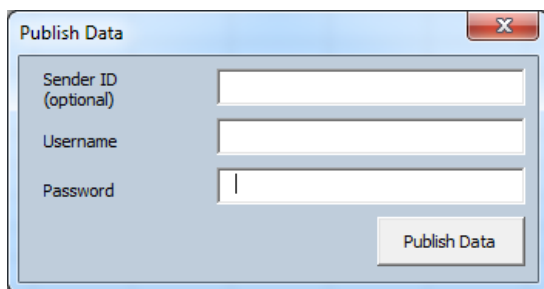 Publish Data
Sender ID
(optional)
Username
Password
Publish Data